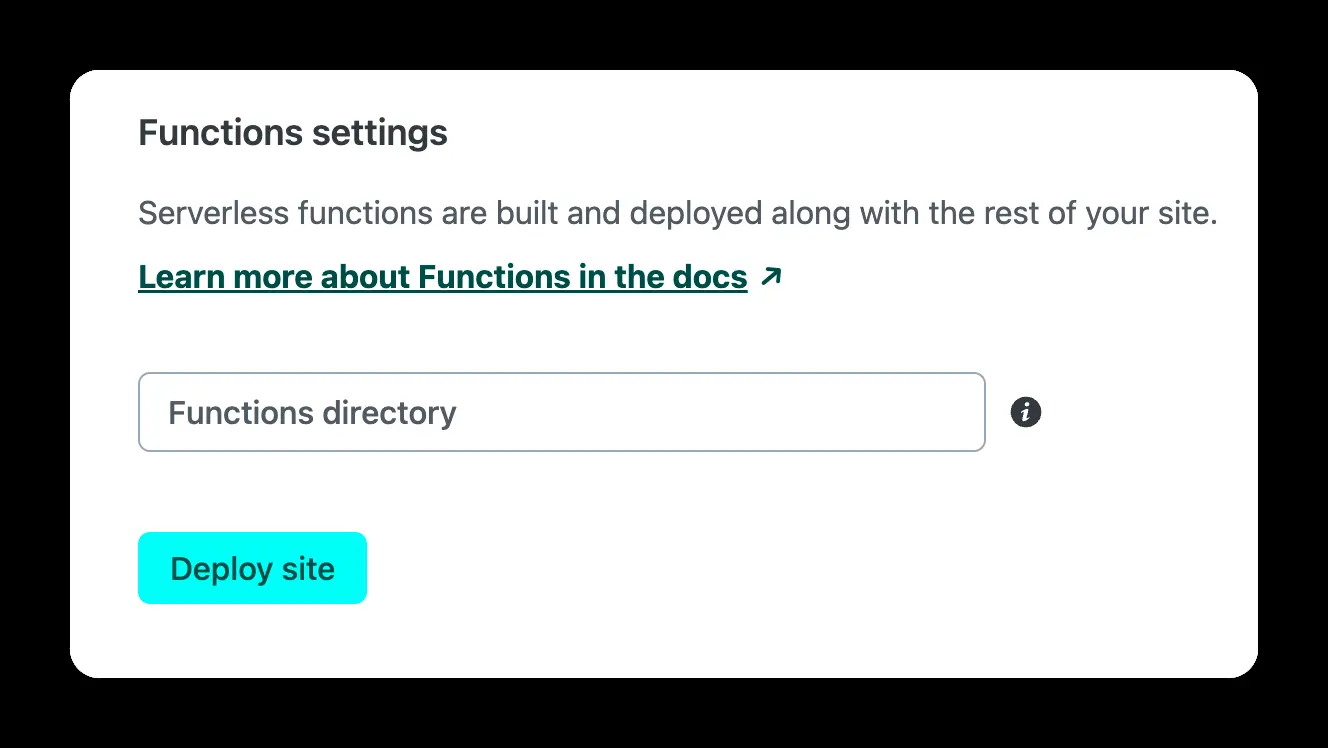 Functions settings
Serverless functions are built and deployed along with the rest of your site.
Learn more about Functions in the docs ↗
Functions directory
Deploy site